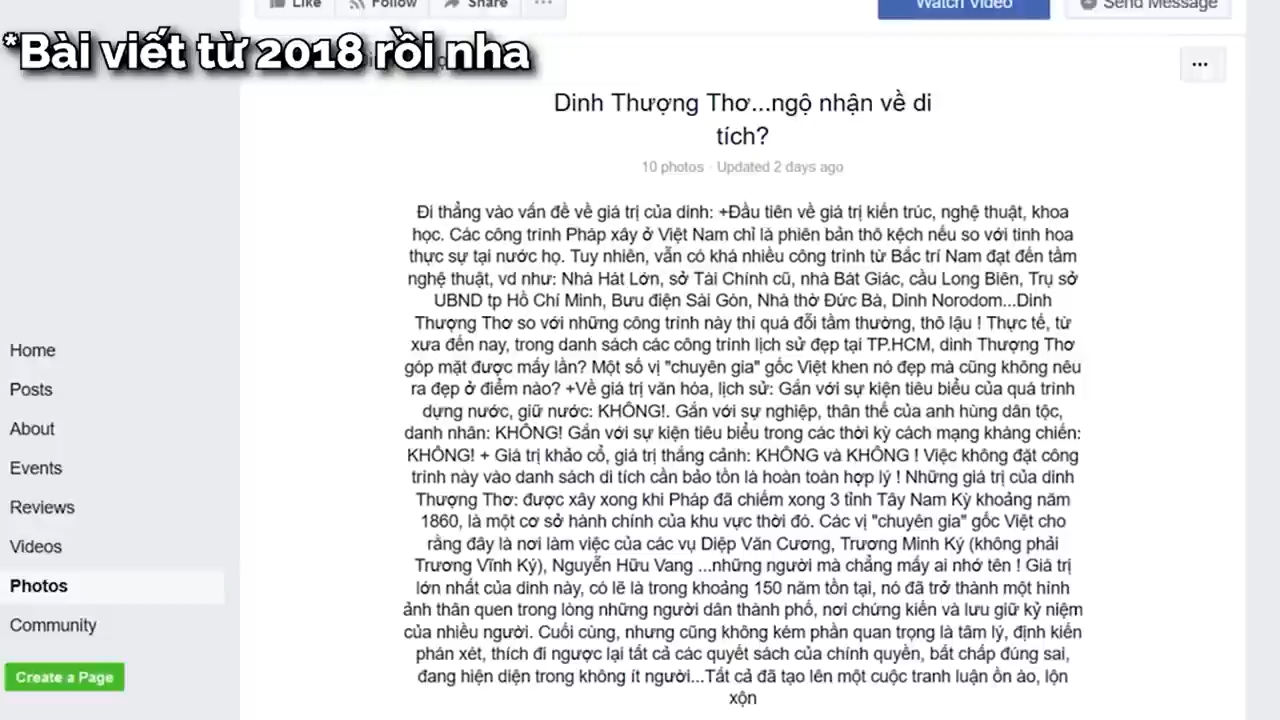 Like Follow Share ...
Watch Video
Send Message
*Bài viết từ 2018 rồi nha
...
Dinh Thượng Thơ...ngộ nhận về di
tích?
10 photos · Updated 2 days ago
Đi thẳng vào vấn đề về giá trị của dinh: +Đầu tiên về giá trị kiến trúc, nghệ thuật, khoa
học. Các công trình Pháp xây ở Việt Nam chỉ là phiên bản thô kệch nếu so với tinh hoa
thực sự tại nước họ. Tuy nhiên, vẫn có khá nhiều công trình từ Bắc trí Nam đạt đến tầm
nghệ thuật, vd như: Nhà Hát Lớn, sở Tài Chính cũ, nhà Bát Giác, cầu Long Biên, Trụ sở
UBND tp Hồ Chí Minh, Bưu điện Sài Gòn, Nhà thờ Đức Bà, Dinh Norodom...Dinh
Thượng Thơ so với những công trình này thì quá đỗi tầm thường, thô lậu ! Thực tế, từ
xưa đến nay, trong danh sách các công trình lịch sử đẹp tại TP.HCM, dinh Thượng Thơ
góp mặt được mấy lần? Một số vị "chuyên gia" gốc Việt khen nó đẹp mà cũng không nêu
ra đẹp ở điểm nào? +Về giá trị văn hóa, lịch sử: Gắn với sự kiện tiêu biểu của quá trình
dựng nước, giữ nước: KHÔNG!. Gắn với sự nghiệp, thân thế của anh hùng dân tộc,
danh nhân: KHÔNG! Gắn với sự kiện tiêu biểu trong các thời kỳ cách mạng kháng chiến:
KHÔNG! + Giá trị khảo cổ, giá trị thắng cảnh: KHÔNG và KHÔNG ! Việc không đặt công
trình này vào danh sách di tích cần bảo tồn là hoàn toàn hợp lý ! Những giá trị của dinh
Thượng Thơ: được xây xong khi Pháp đã chiếm xong 3 tỉnh Tây Nam Kỳ khoảng năm
1860, là một cơ sở hành chính của khu vực thời đó. Các vị "chuyên gia" gốc Việt cho
rằng đây là nơi làm việc của các vụ Diệp Văn Cương, Trương Minh Ký (không phải
Trương Vĩnh Ký), Nguyễn Hữu Vang ...những người mà chẳng mấy ai nhớ tên ! Giá trị
lớn nhất của dinh này, có lẽ là trong khoảng 150 năm tồn tại, nó đã trở thành một hình
ảnh thân quen trong lòng những người dân thành phố, nơi chứng kiến và lưu giữ kỷ niệm
của nhiều người. Cuối cùng, nhưng cũng không kém phần quan trọng là tâm lý, định kiến
phán xét, thích đi ngược lại tất cả các quyết sách của chính quyền, bất chấp đúng sai,
đang hiện diện trong không ít người...Tất cả đã tạo lên một cuộc tranh luận ồn ào, lộn
xộn
Home
Posts
About
Events
Reviews
Videos
Photos
Community
Create a Page